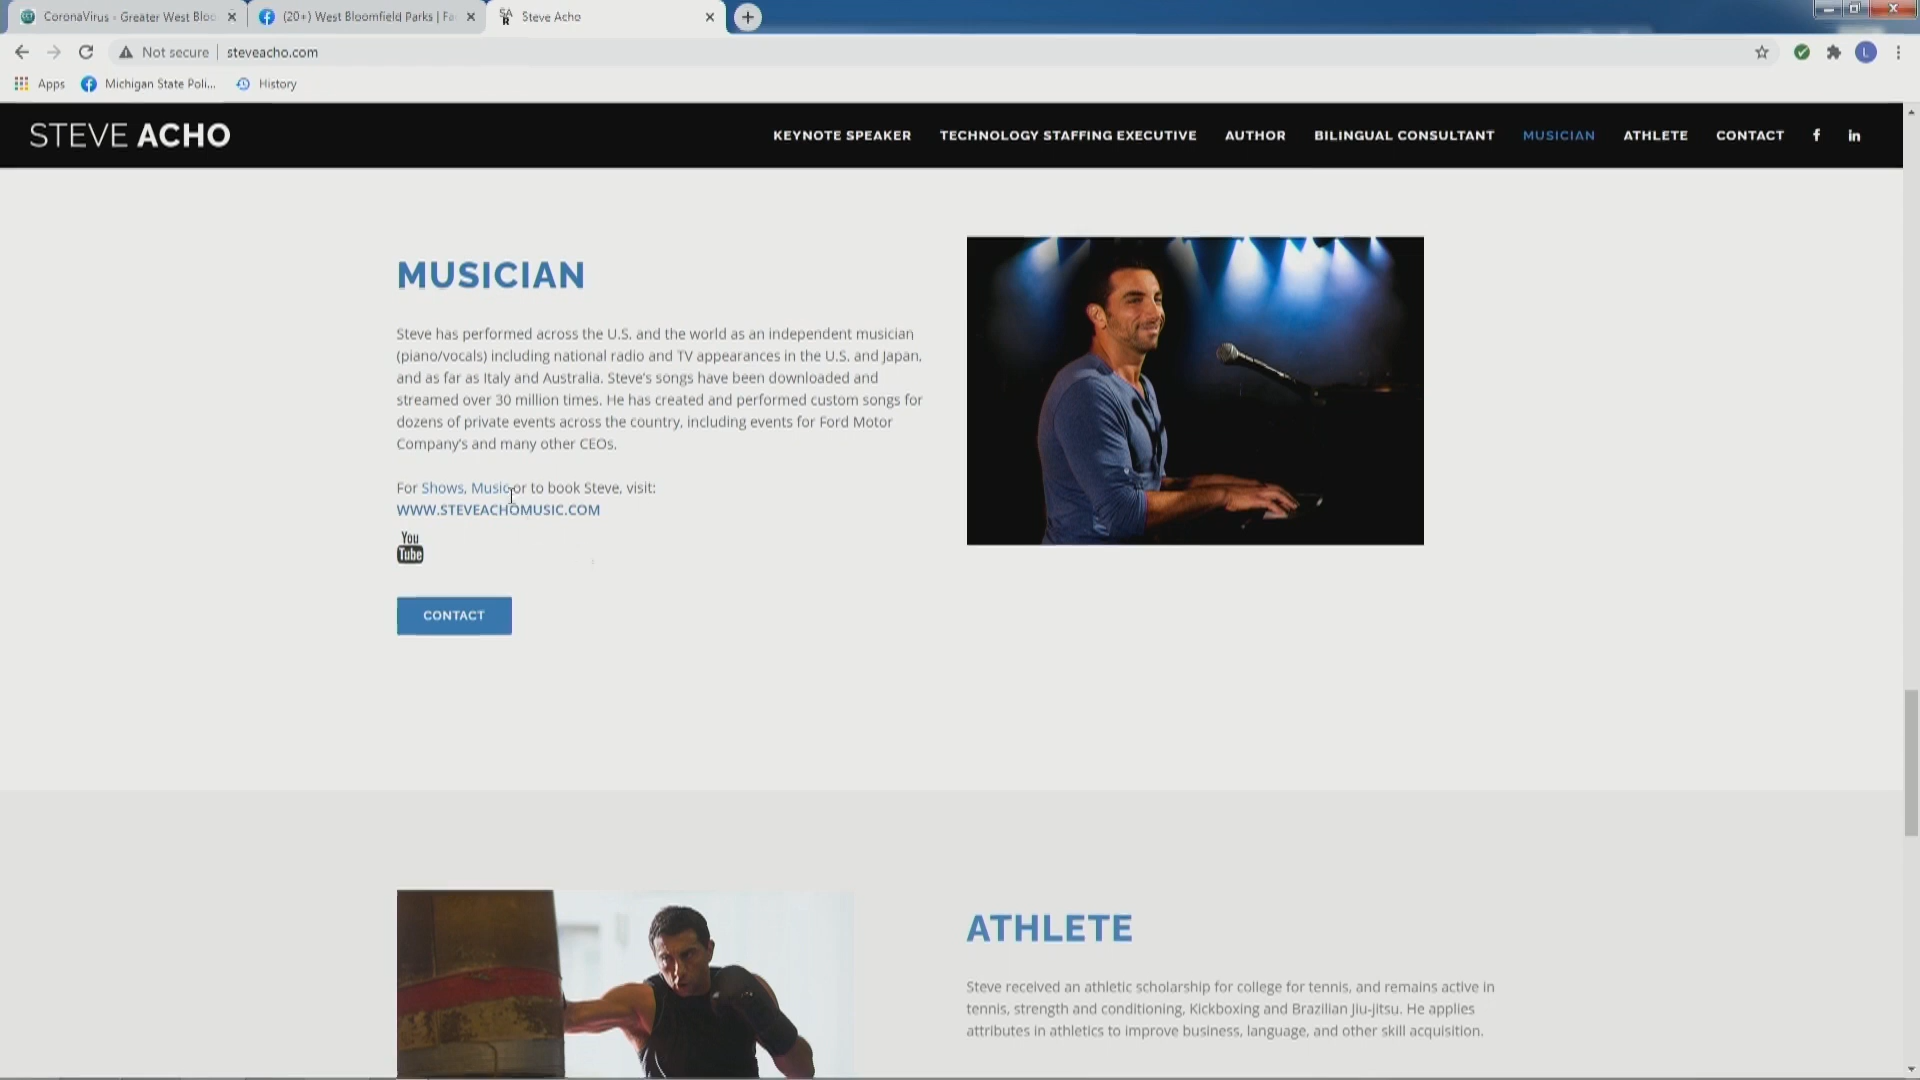 CoronaVirus - Greater West Bloo
(20+) West Bloomfield Parks | Fa
Steve Acho
Not secure
steveacho.com
Apps
Michigan State Poli...
History
L
STEVE ACHO
KEYNOTE SPEAKER
TECHNOLOGY STAFFING EXECUTIVE
AUTHOR
BILINGUAL CONSULTANT
MUSICIAN
ATHLETE
CONTACT
f
in
MUSICIAN
Steve has performed across the U.S. and the world as an independent musician
(piano/vocals) including national radio and TV appearances in the U.S. and Japan,
and as far as Italy and Australia. Steve's songs have been downloaded and
streamed over 30 million times. He has created and performed custom songs for
dozens of private events across the country, including events for Ford Motor
Company's and many other CEOs.
For Shows, Music or to book Steve, visit:
WWW.STEVEACHOMUSIC.COM
You
Tube
CONTACT
ATHLETE
Steve received an athletic scholarship for college for tennis, and remains active in
tennis, strength and conditioning, Kickboxing and Brazilian Jiu-jitsu. He applies
attributes in athletics to improve business, language, and other skill acquisition.